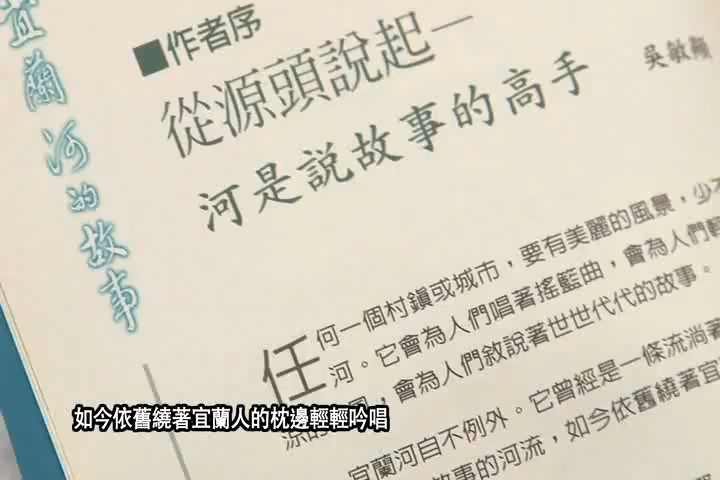 宜蘭河的故事
■作者序
從源頭說起—
河是說故事的高手
吳敏顯
任何一個村鎮或城市，要有美麗的風景，少不
河。它會為人們唱著搖籃曲，會為人們輕
源的 ，會為人們敘說著世世代代的故事。
宜蘭河自不例外。它曾經是一條流淌著
故事的河流，如今依舊繞著宜
如今依舊繞著宜蘭人的枕邊輕輕吟唱